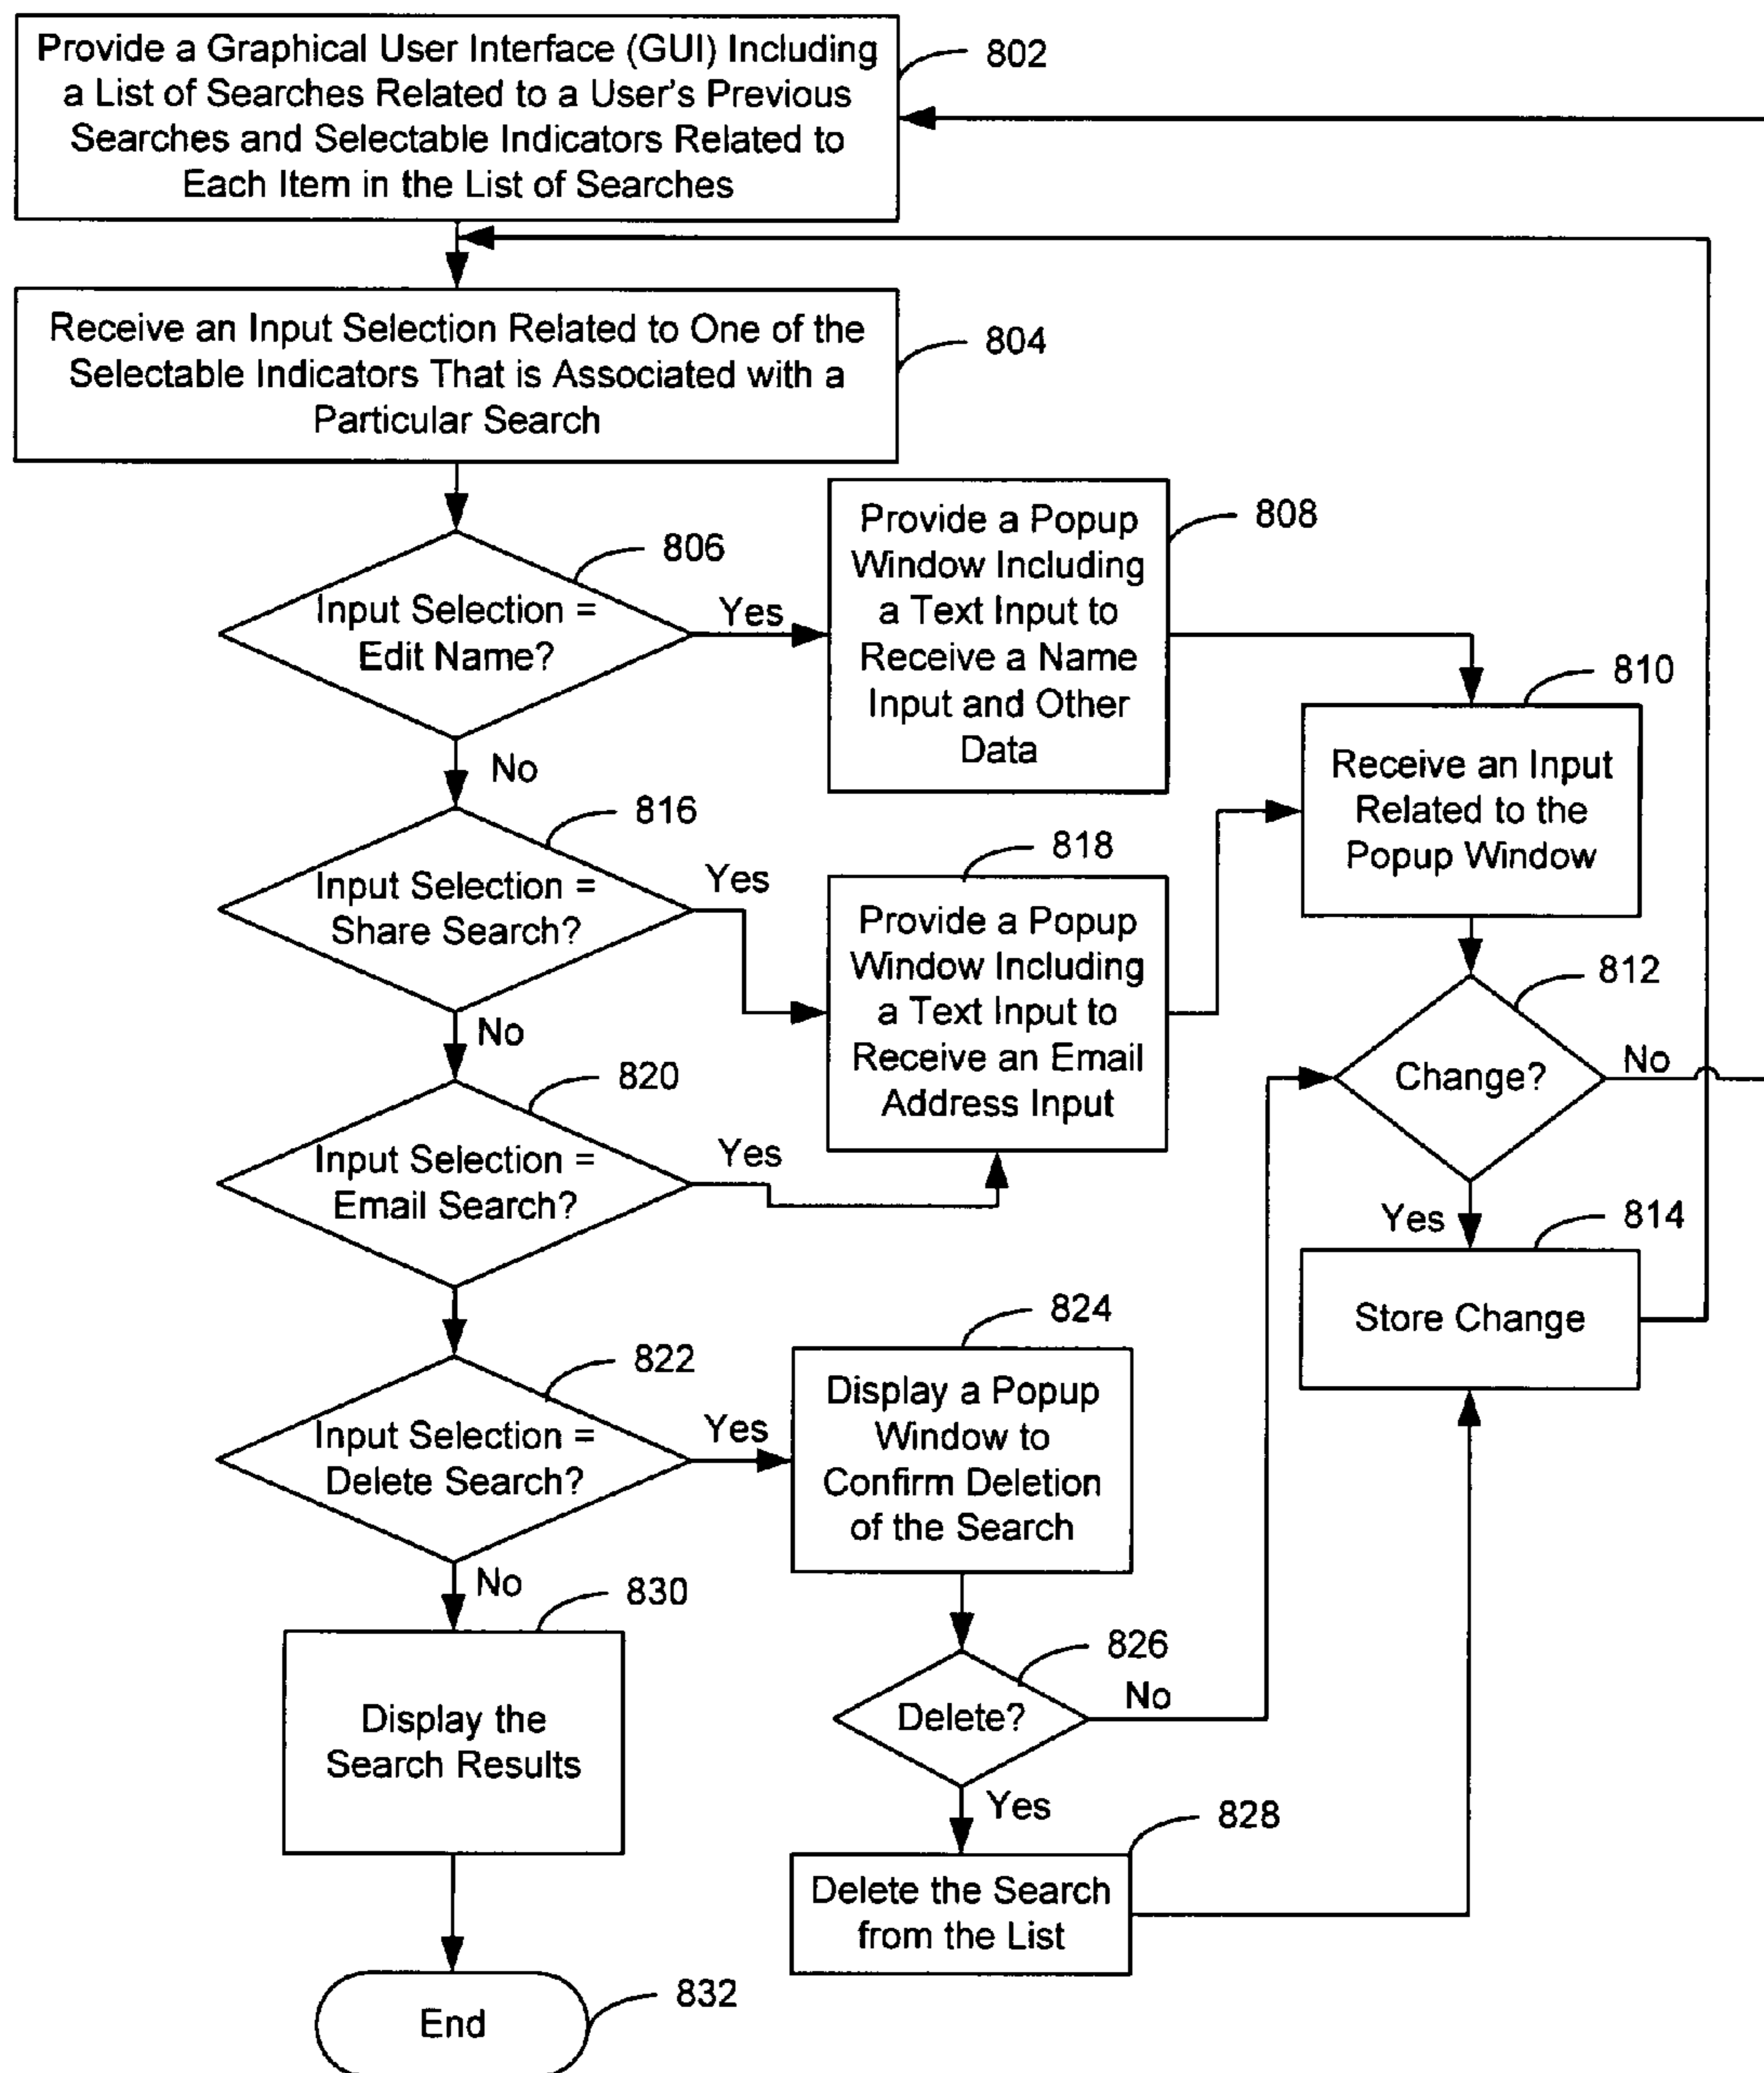 Provide a Graphical User Interface (GUI) Including
a List of Searches Related to a User's Previous
Searches and Selectable Indicators Related to
Each Item in the List of Searches
802
Receive an Input Selection Related to One of the
Selectable Indicators That is Associated with a
Particular Search
804
Input Selection =
Edit Name?
806
Yes
No
Provide a Popup
Window Including
a Text Input to
Receive a Name
Input and Other
Data
808
Receive an Input
Related to the
Popup Window
810
Input Selection =
Share Search?
816
Yes
No
Provide a Popup
Window Including
a Text Input to
Receive an Email
Address Input
818
Change?
812
No
Yes
Input Selection =
Email Search?
820
Yes
Store Change
814
Input Selection =
Delete Search?
822
Yes
No
Display a Popup
Window to
Confirm Deletion
of the Search
824
Delete?
826
No
Yes
Display the
Search Results
830
Delete the Search
from the List
828
End
832